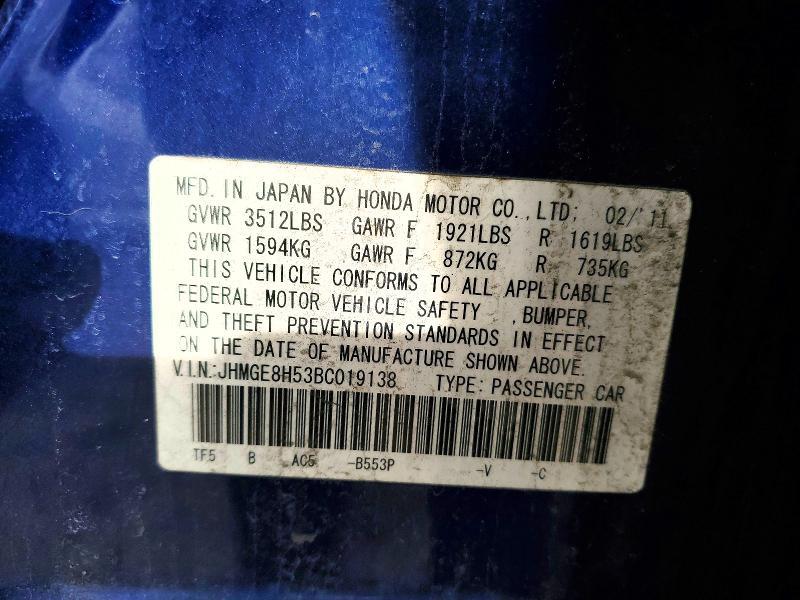 MFD. IN JAPAN BY HONDA MOTOR CO., LTD; 02/'11
GVWR 3512LBS GAWR F 1921LBS R 1619LBS
GVWR 1594KG GAWR F 872KG R 735KG
THIS VEHICLE CONFORMS TO ALL APPLICABLE
FEDERAL MOTOR VEHICLE SAFETY , BUMPER,
AND THEFT PREVENTION STANDARDS IN EFFECT
ON THE DATE OF MANUFACTURE SHOWN ABOVE.
V.I.N.:JHMGE8H53BC019138 TYPE: PASSENGER CAR
TF5 B AC5 -B553P -V -C